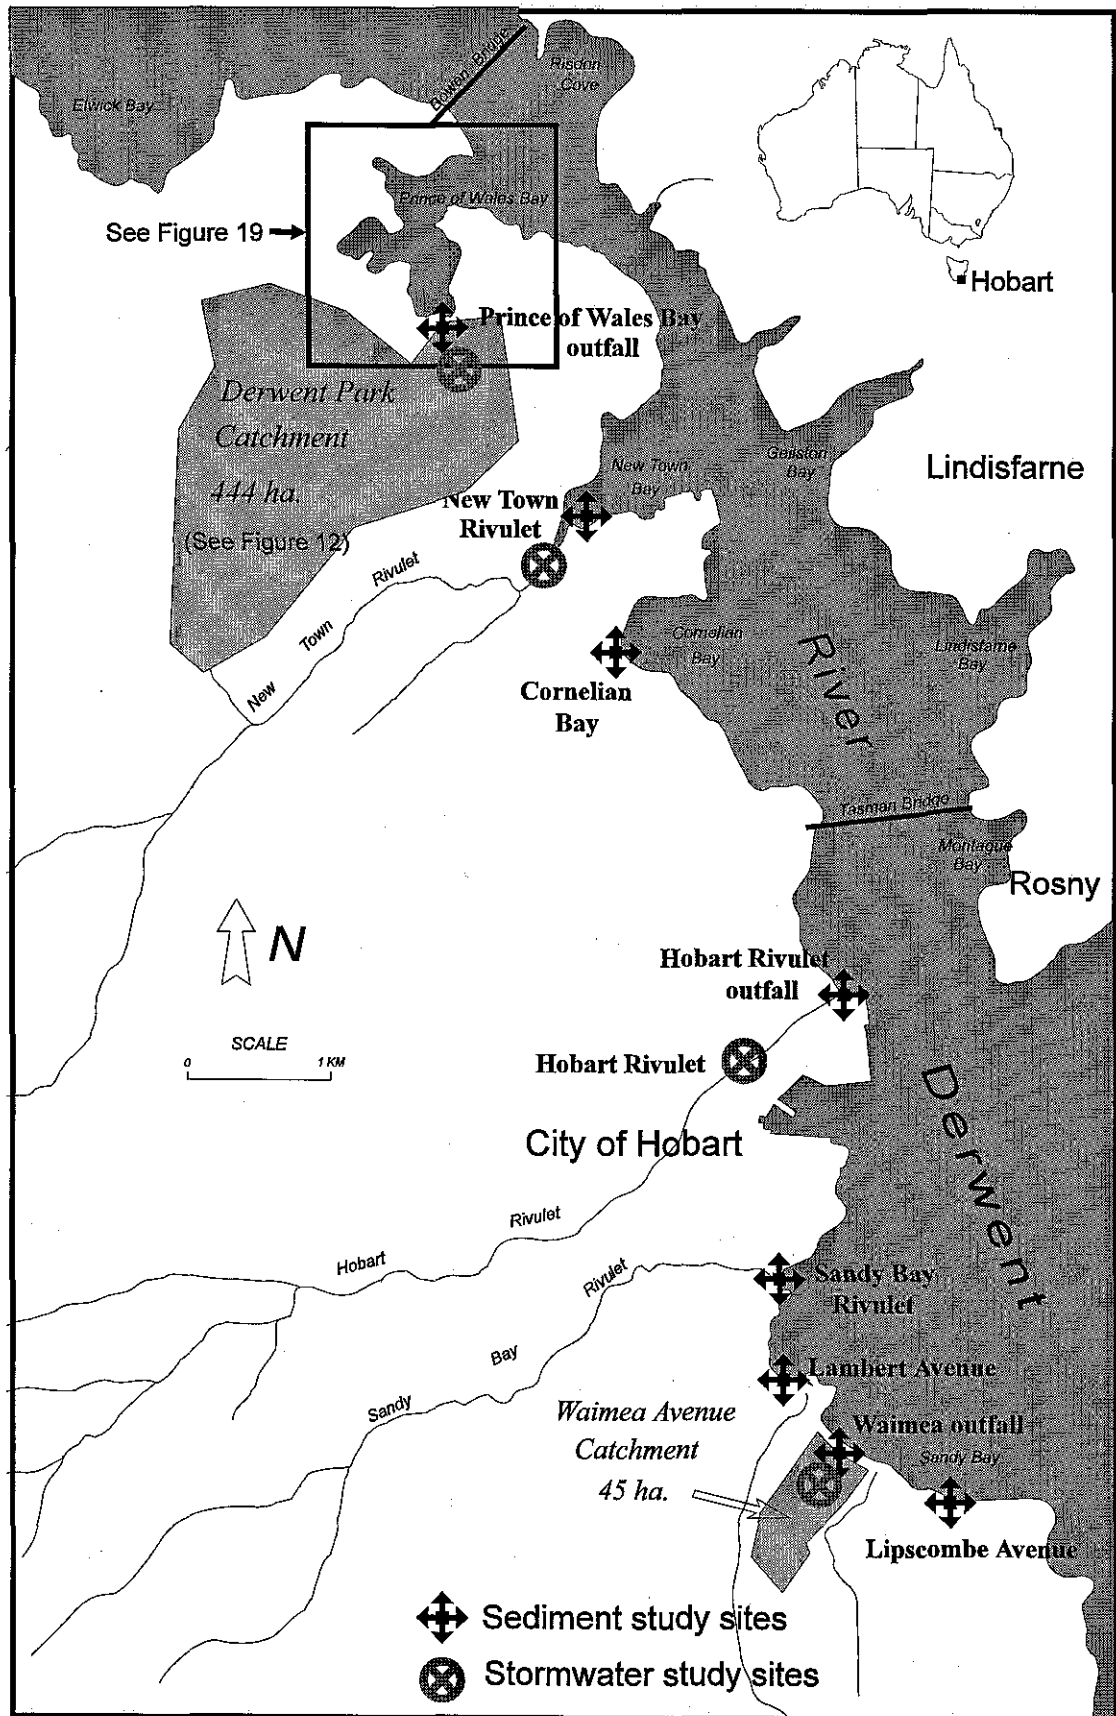 Bowen Bridge
Risdon
Cove
Elwick Bay
Prince of Wales Bay
See Figure 19
Hobart
Prince of Wales Bay
outfall
Derwent Park
Catchment
444 ha.
(See Figure 12)
Geilston
Bay
Lindisfarne
New Town
Bay
New Town
Rivulet
New Town Rivulet
Cornelian
Bay
Cornelian
Bay
Lindisfarne
Bay
River
Tasman Bridge
Montague
Bay
Rosny
N
SCALE
0 1 KM
Hobart Rivulet
outfall
Hobart Rivulet
City of Hobart
Derwent
Hobart Rivulet
Sandy Bay Rivulet
Sandy Bay
Rivulet
Lambert Avenue
Waimea Avenue
Catchment
45 ha.
Waimea outfall
Sandy Bay
Lipscombe Avenue
Sediment study sites
Stormwater study sites